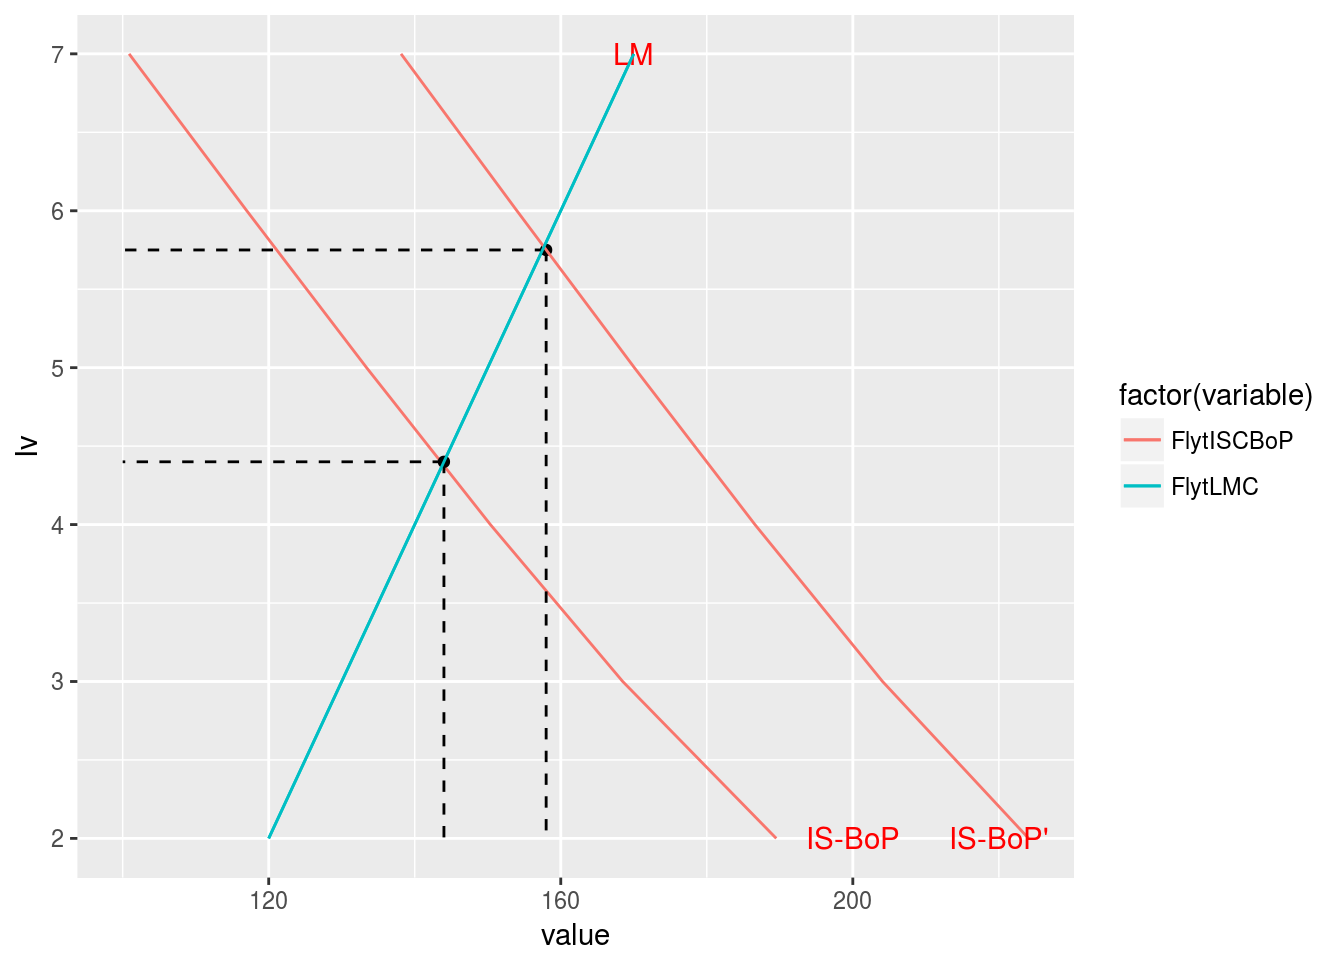 7
6
5
4
3
2
Iv
LM
IS-BoP
IS-BoP'
120
160
200
value
factor(variable)
FlytISCBoP
FlytLMC